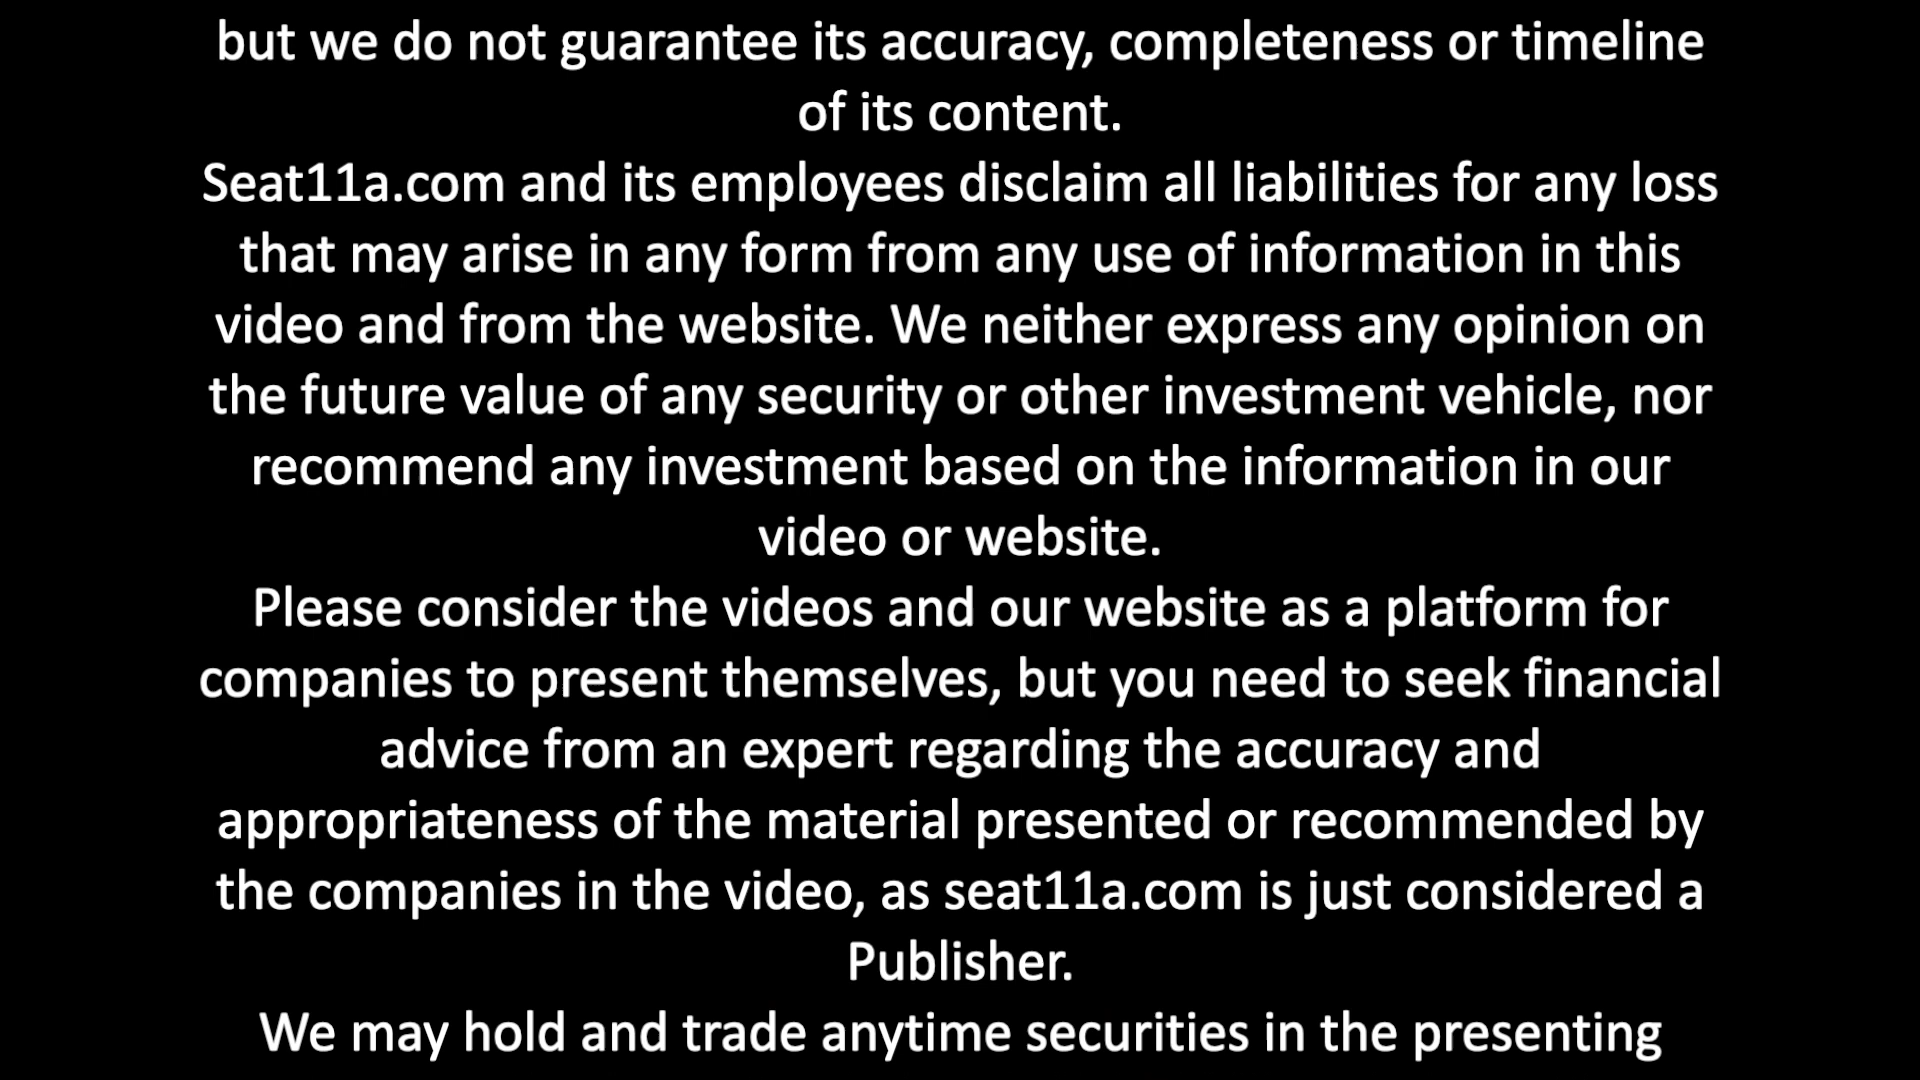 but we do not guarantee its accuracy, completeness or timeline
of its content.
Seat11a.com and its employees disclaim all liabilities for any loss
that may arise in any form from any use of information in this
video and from the website. We neither express any opinion on
the future value of any security or other investment vehicle, nor
recommend any investment based on the information in our
video or website.
Please consider the videos and our website as a platform for
companies to present themselves, but you need to seek financial
advice from an expert regarding the accuracy and
appropriateness of the material presented or recommended by
the companies in the video, as seat11a.com is just considered a
Publisher.
We may hold and trade anytime securities in the presenting